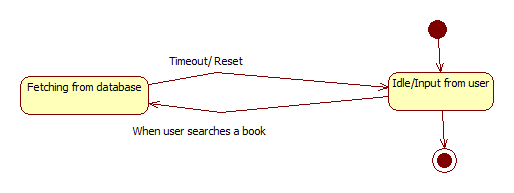 Timeout/ Reset
Fetching from database
Idle/Input from user
When user searches a book